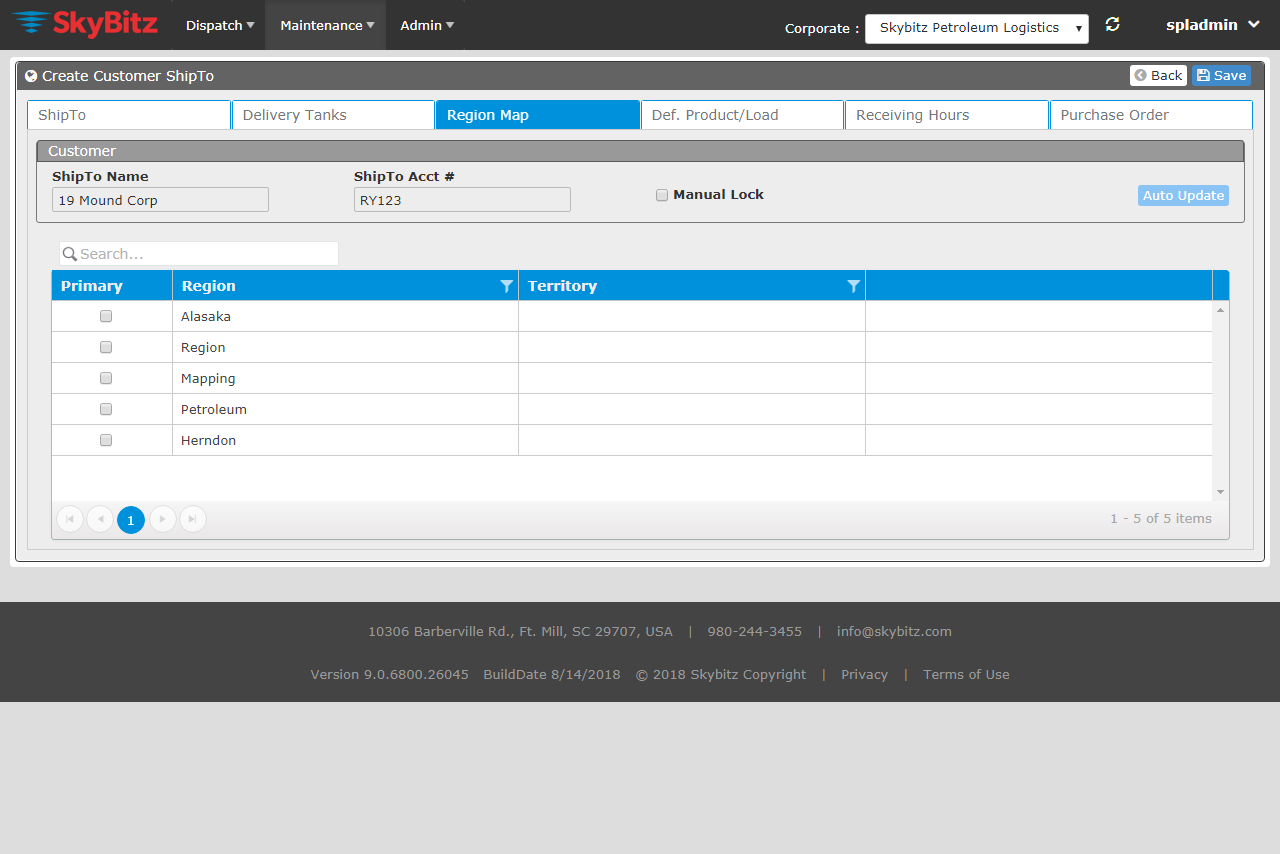 SkyBitz Dispatch Maintenance Admin Corporate : Skybitz Petroleum Logistics spladmin
Create Customer ShipTo Back Save
ShipTo Delivery Tanks Region Map Def. Product/Load Receiving Hours Purchase Order
Customer
ShipTo Name ShipTo Acct #
Manual Lock Auto Update
19 Mound Corp RY123
Search...
Primary Region Territory
Alasaka
Region
Mapping
Petroleum
Herndon
1 1 - 5 of 5 items
10306 Barberville Rd., Ft. Mill, SC 29707, USA | 980-244-3455 | info@skybitz.com
Version 9.0.6800.26045 BuildDate 8/14/2018 © 2018 Skybitz Copyright | Privacy | Terms of Use